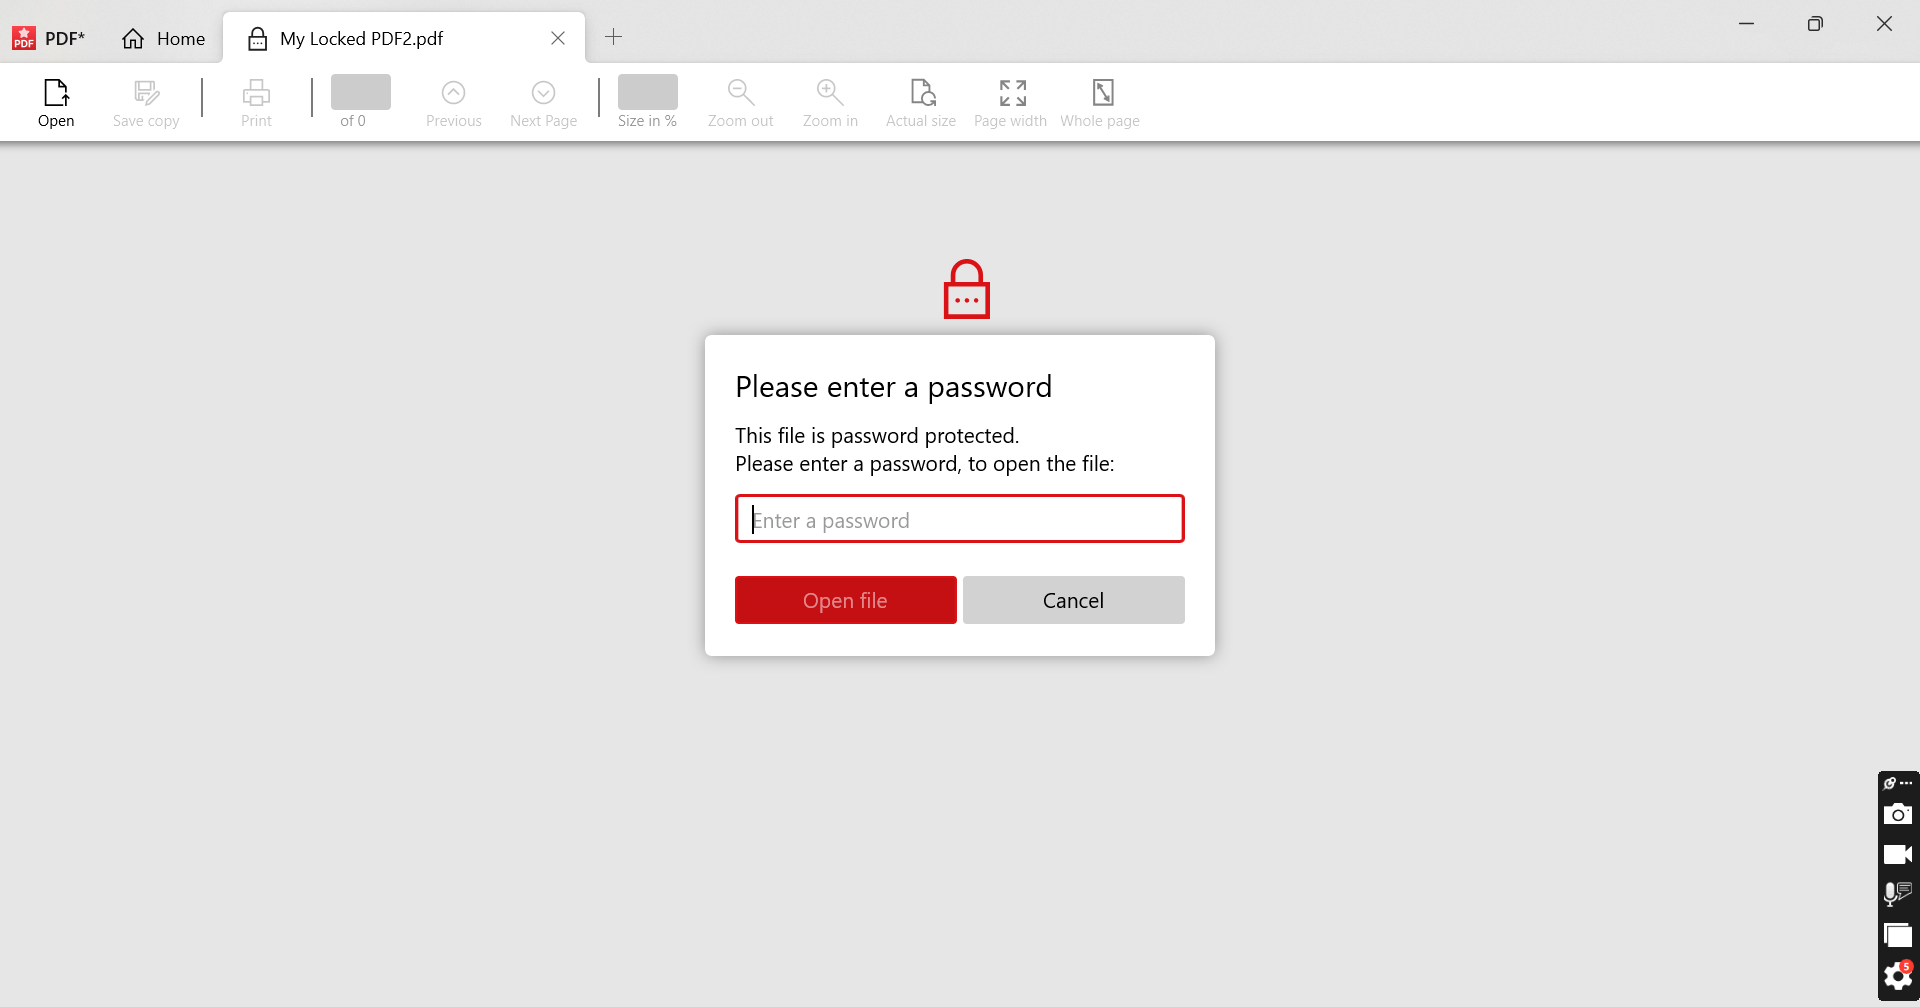 PDF PDF*
Home
My Locked PDF2.pdf
Open
Save copy
Print
of 0
Previous
Next Page
Size in %
Zoom out
Zoom in
Actual size
Page width
Whole page
Please enter a password
This file is password protected.
Please enter a password, to open the file:
Enter a password
Open file
Cancel
5